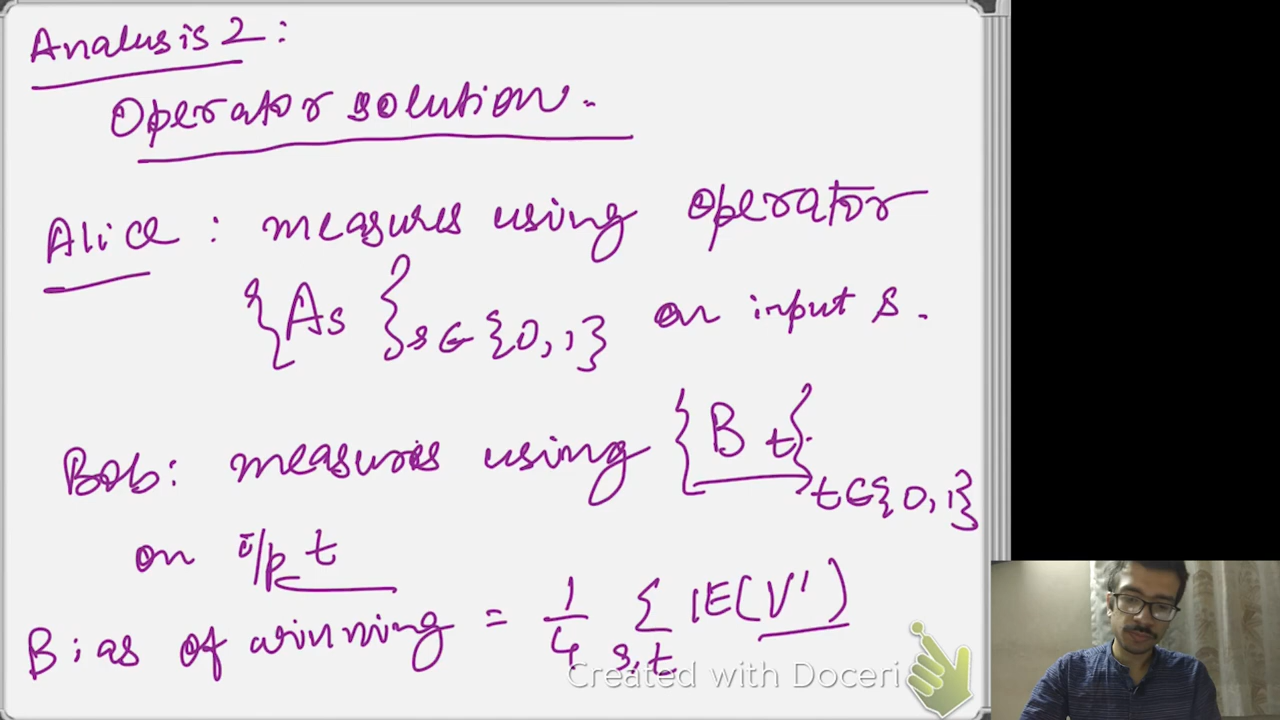 Analysis 2:
Operator solution.
Alice : measures using operator
{As}s∈{0,1} on input s.
Bob: measures using {Bt}t∈{0,1}
on i/p t
Bias of winning = 1/4 Σs,t. IE(V')
Created with Doceri